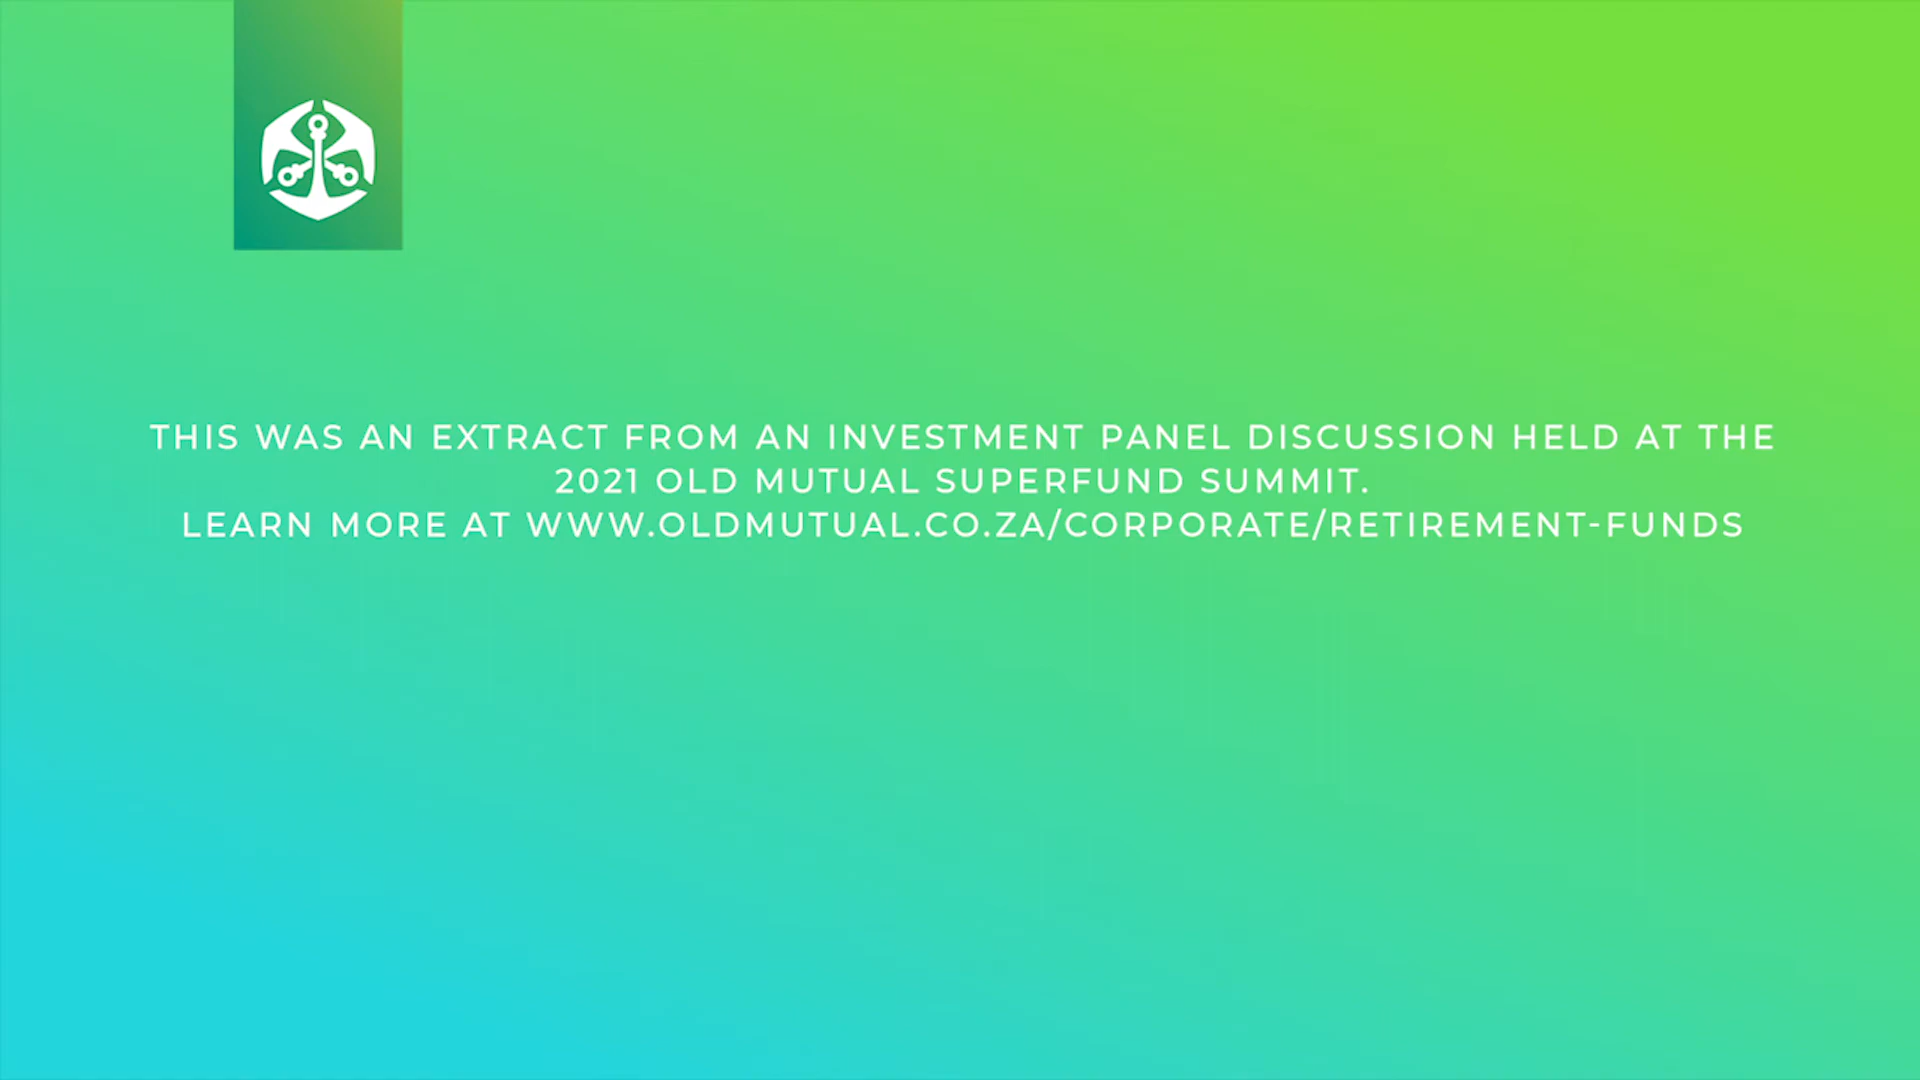 THIS WAS AN EXTRACT FROM AN INVESTMENT PANEL DISCUSSION HELD AT THE
2021 OLD MUTUAL SUPERFUND SUMMIT.
LEARN MORE AT WWW.OLDMUTUAL.CO.ZA/CORPORATE/RETIREMENT-FUNDS